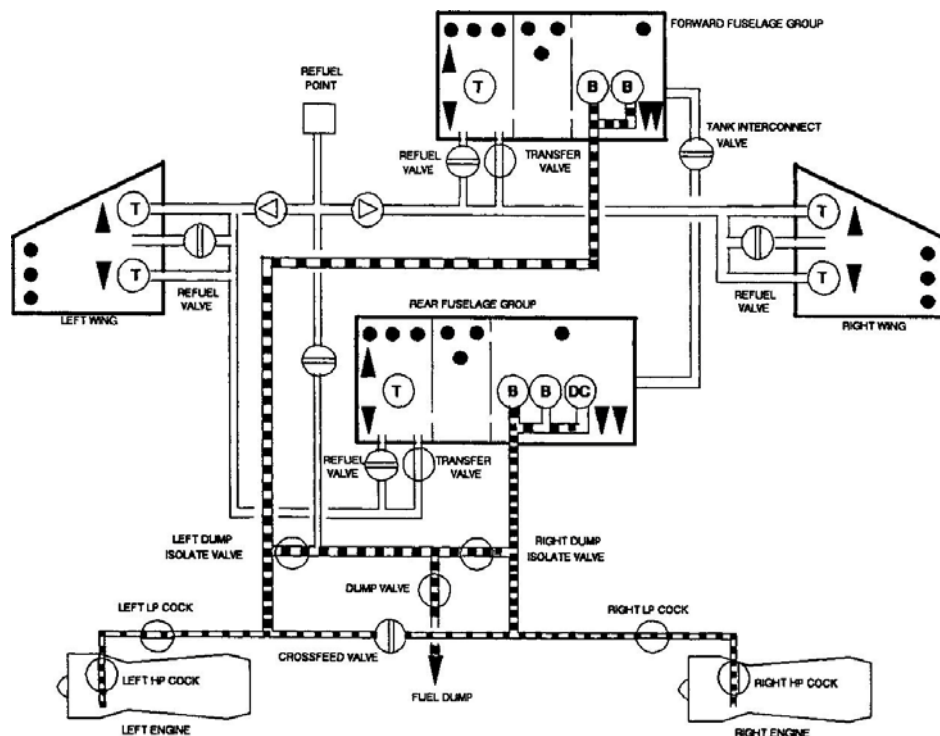 FORWARD FUSELAGE GROUP
REFUEL
POINT
T
B
B
TANK INTERCONNECT
VALVE
REFUEL
VALVE
TRANSFER
VALVE
T
T
T
T
REFUEL
VALVE
REFUEL
VALVE
LEFT WING
RIGHT WING
REAR FUSELAGE GROUP
T
B
B
DC
REFUEL
VALVE
TRANSFER
VALVE
LEFT DUMP
ISOLATE VALVE
RIGHT DUMP
ISOLATE VALVE
DUMP VALVE
LEFT LP COCK
RIGHT LP COCK
CROSSFEED VALVE
LEFT HP COCK
RIGHT HP COCK
FUEL DUMP
LEFT ENGINE
RIGHT ENGINE